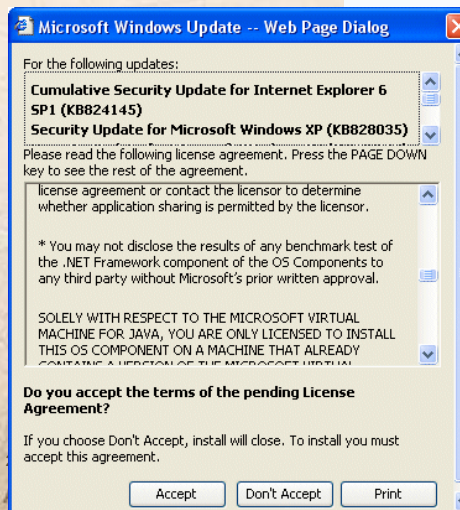 Microsoft Windows Update -- Web Page Dialog
For the following updates:
Cumulative Security Update for Internet Explorer 6
SP1 (KB824145)
Security Update for Microsoft Windows XP (KB828035)
Please read the following license agreement. Press the PAGE DOWN
key to see the rest of the agreement.
license agreement or contact the licensor to determine
whether application sharing is permitted by the licensor.
* You may not disclose the results of any benchmark test of
the .NET Framework component of the OS Components to
any third party without Microsoft's prior written approval.
SOLELY WITH RESPECT TO THE MICROSOFT VIRTUAL
MACHINE FOR JAVA, YOU ARE ONLY LICENSED TO INSTALL
THIS OS COMPONENT ON A MACHINE THAT ALREADY
CONTAINS A VERSION OF THE MICROSOFT VIRTUAL
Do you accept the terms of the pending License
Agreement?
If you choose Don't Accept, install will close. To install you must
accept this agreement.
Accept Don't Accept Print